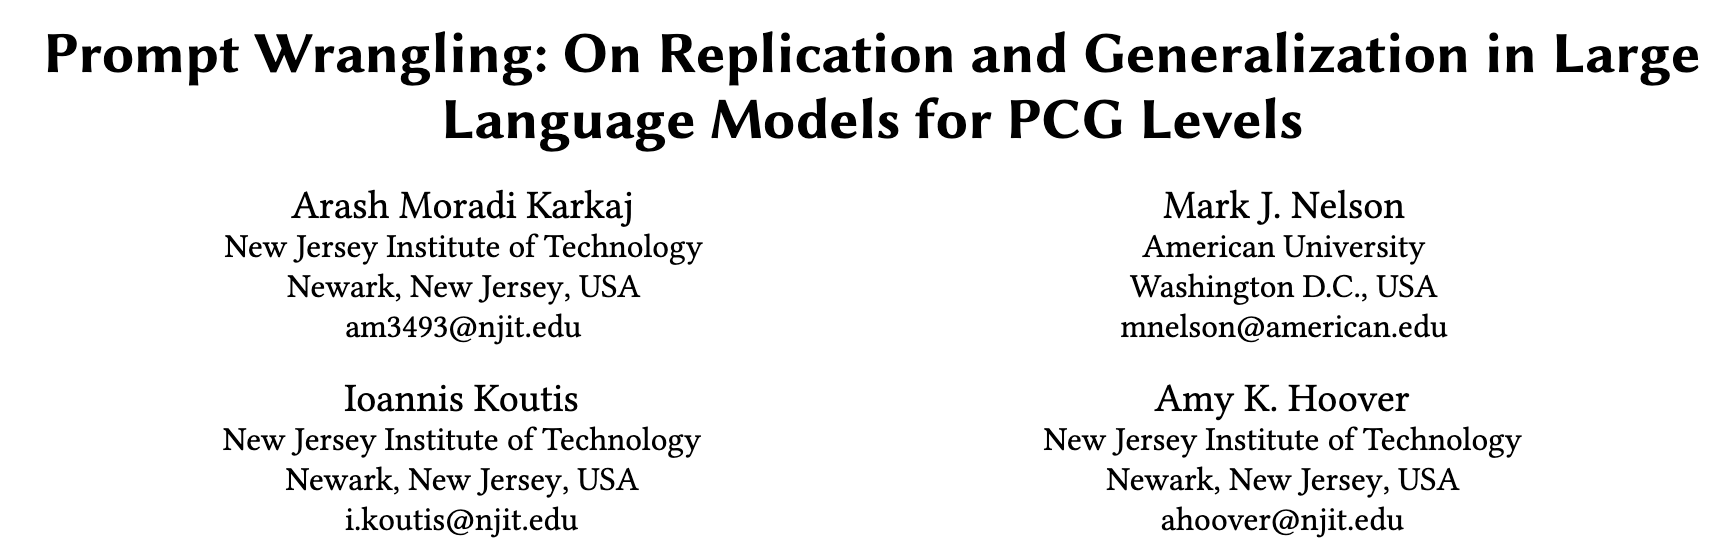 Prompt Wrangling: On Replication and Generalization in Large
Language Models for PCG Levels
Arash Moradi Karkaj
New Jersey Institute of Technology
Newark, New Jersey, USA
am3493@njit.edu
Mark J. Nelson
American University
Washington D.C., USA
mnelson@american.edu
Ioannis Koutis
New Jersey Institute of Technology
Newark, New Jersey, USA
i.koutis@njit.edu
Amy K. Hoover
New Jersey Institute of Technology
Newark, New Jersey, USA
ahoover@njit.edu